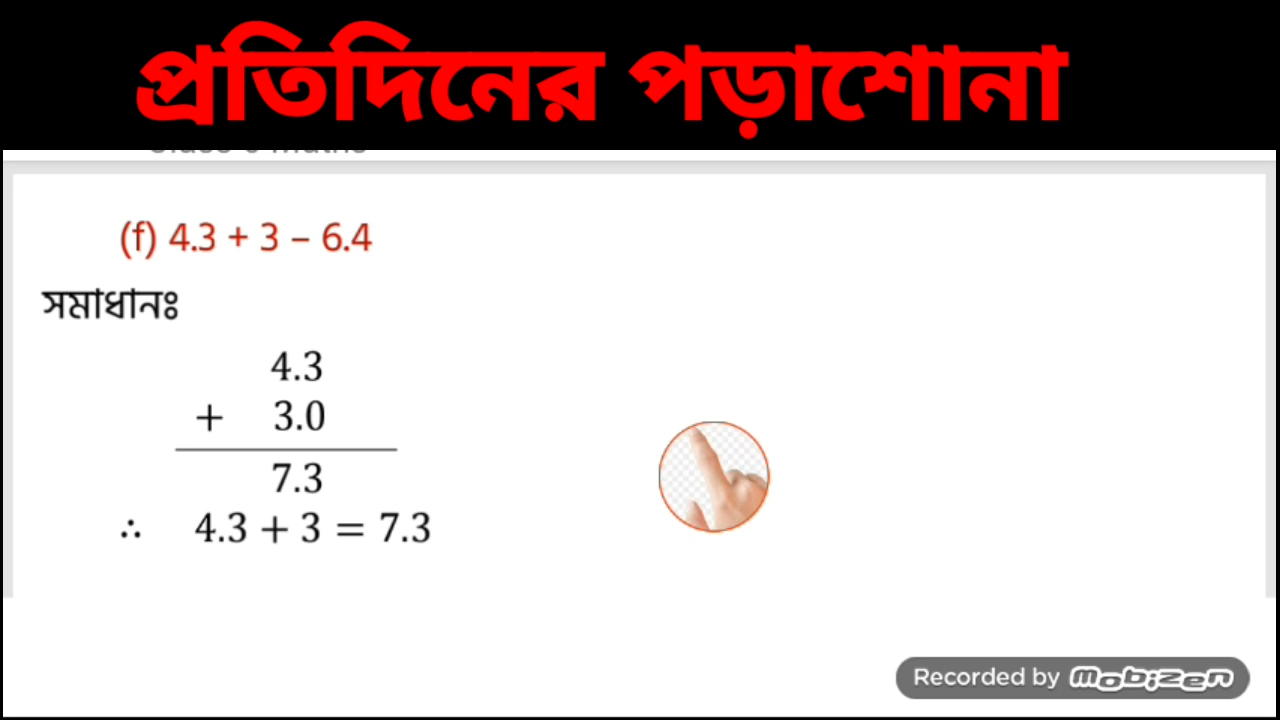 প্রতিদিনের পড়াশোনা
(f) 4.3 + 3 – 6.4
সমাধানঃ
4.3
+ 3.0
7.3
∴ 4.3 + 3 = 7.3
Recorded by mobizen